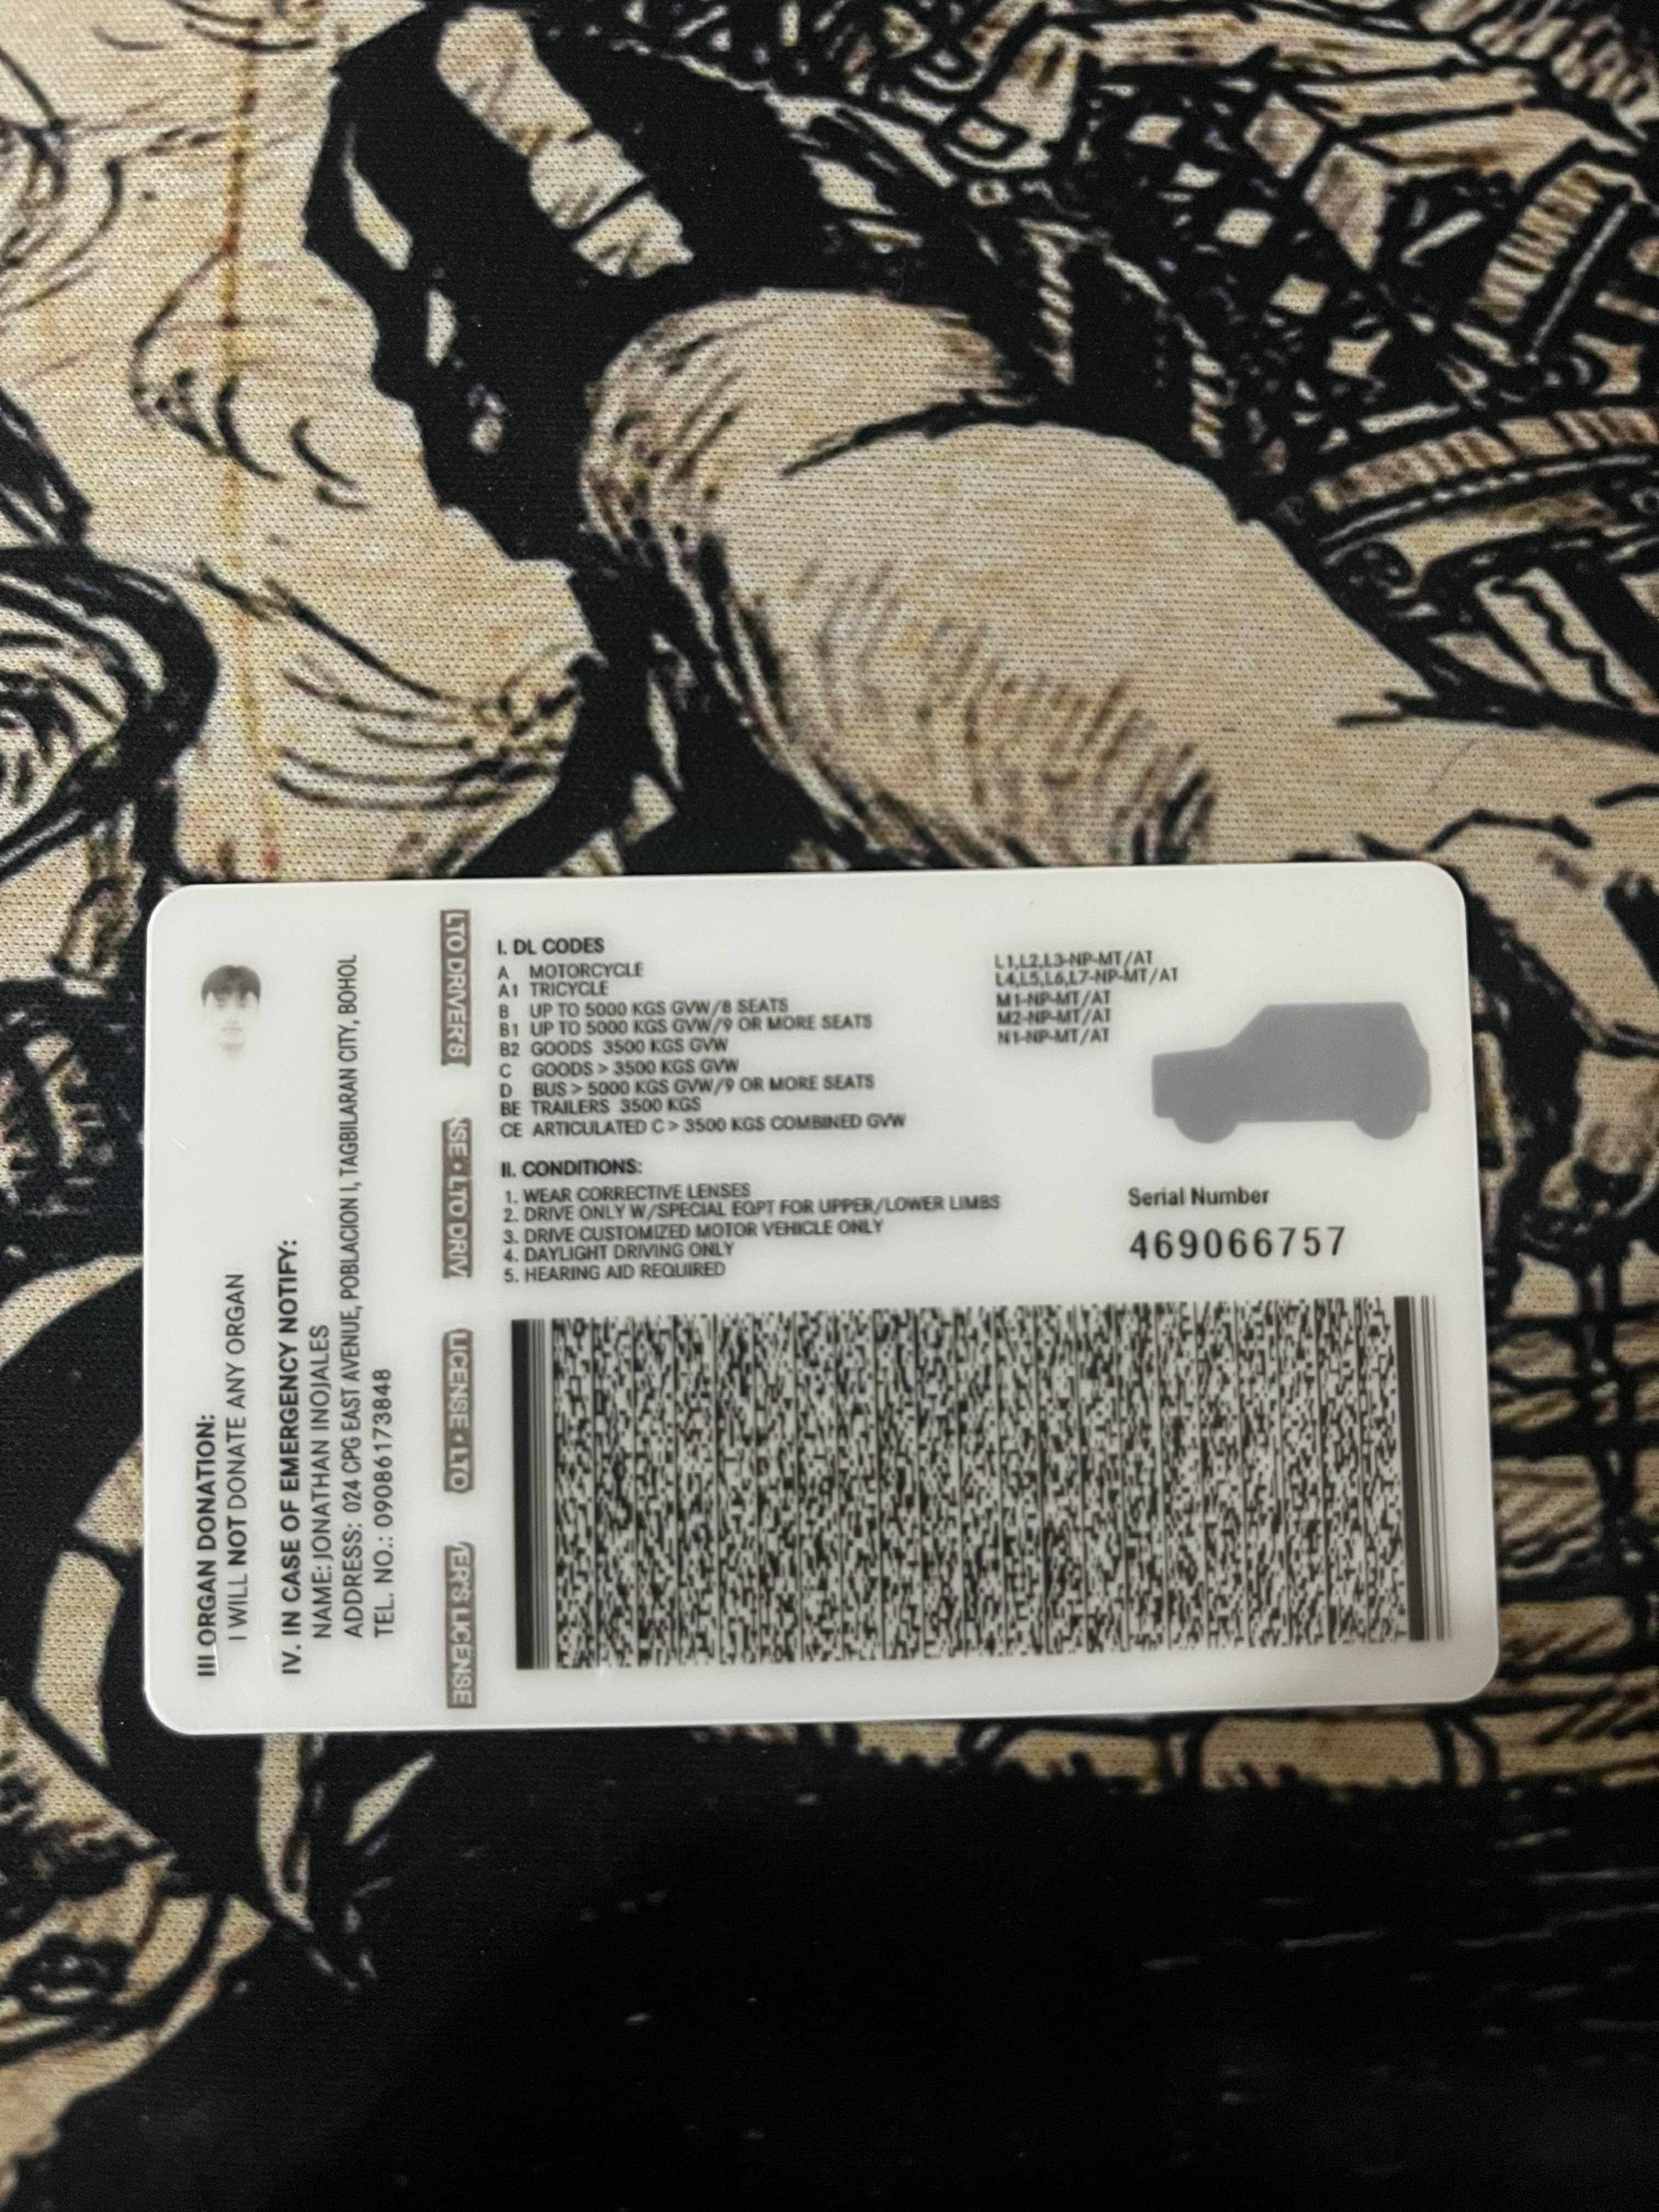 III ORGAN DONATION:
I WILL NOT DONATE ANY ORGAN
IV. IN CASE OF EMERGENCY NOTIFY:
NAME: JONATHAN INOJALES
ADDRESS: 024 CPG EAST AVENUE, POBLACION I, TAGBILARAN CITY, BOHOL
TEL. NO.: 09086173848
LTO DRIVER'S
NSE • LTO DRIV
LICENSE • LTO
VER'S LICENSE
I. DL CODES
A MOTORCYCLE L1,L2,L3-NP-MT/AT
A1 TRICYCLE L4,L5,L6,L7-NP-MT/AT
B UP TO 5000 KGS GVW/8 SEATS M1-NP-MT/AT
B1 UP TO 5000 KGS GVW/9 OR MORE SEATS M2-NP-MT/AT
B2 GOODS 3500 KGS GVW N1-NP-MT/AT
C GOODS > 3500 KGS GVW
D BUS > 5000 KGS GVW/9 OR MORE SEATS
BE TRAILERS 3500 KGS
CE ARTICULATED C > 3500 KGS COMBINED GVW
II. CONDITIONS:
1. WEAR CORRECTIVE LENSES
2. DRIVE ONLY W/SPECIAL EQPT FOR UPPER/LOWER LIMBS
3. DRIVE CUSTOMIZED MOTOR VEHICLE ONLY
4. DAYLIGHT DRIVING ONLY
5. HEARING AID REQUIRED
Serial Number
469066757